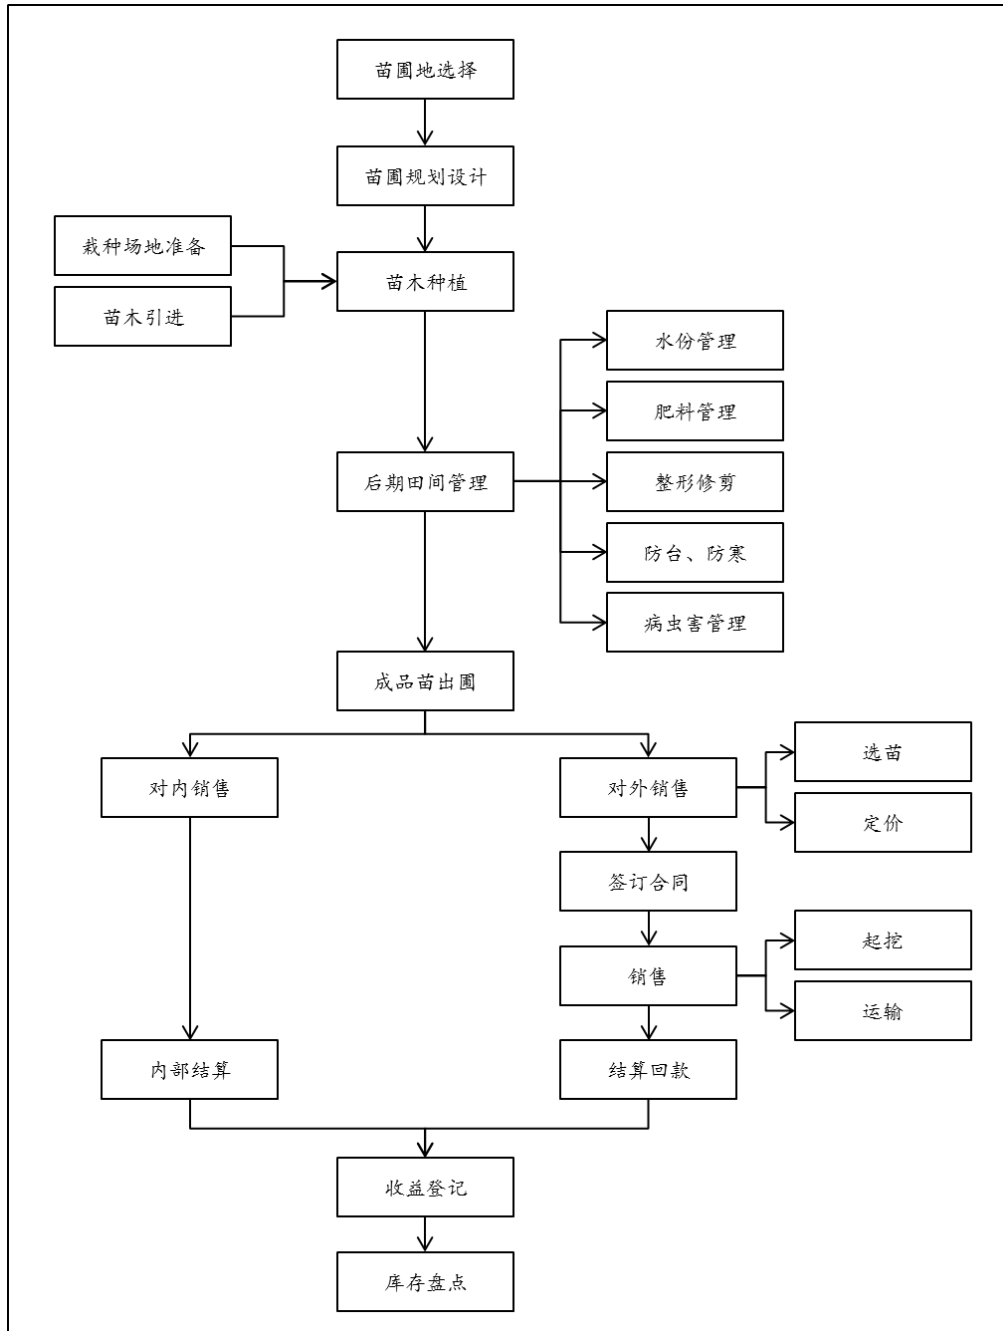 苗圃地选择
苗圃规划设计
栽种场地准备
苗木种植
苗木引进
水份管理
肥料管理
后期田间管理
整形修剪
防台、防寒
病虫害管理
成品苗出圃
选苗
对内销售
对外销售
定价
签订合同
起挖
销售
运输
内部结算
结算回款
收益登记
库存盘点